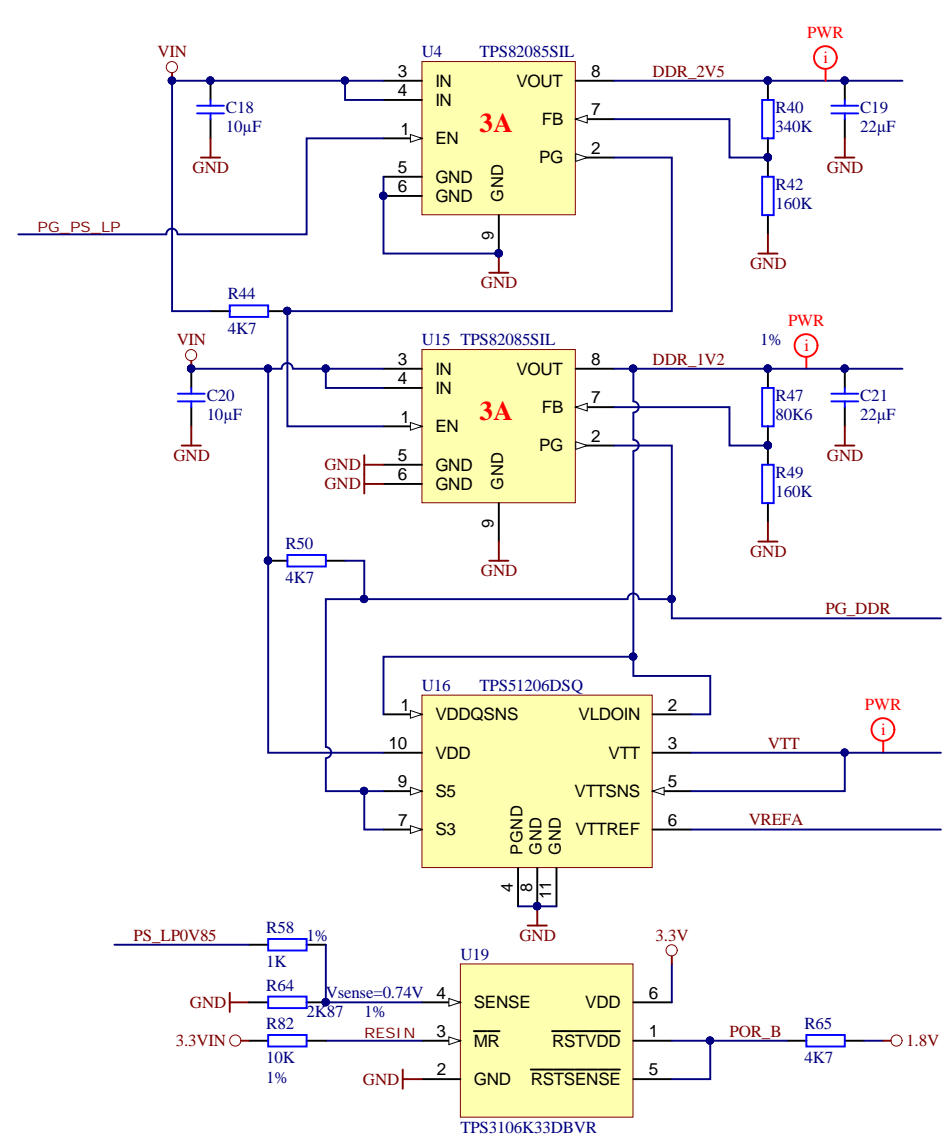 PWR
VIN
U4 TPS82085SIL
3 IN VOUT 8 DDR_2V5
4 IN
C18
10µF
GND
3A
FB 7
1 EN
PG 2
5 GND
6 GND
GND
9
GND
R40
340K
C19
22µF
GND
R42
160K
GND
PG_PS_LP
R44
4K7
PWR
VIN
U15 TPS82085SIL
1%
3 IN VOUT 8 DDR_1V2
4 IN
C20
10µF
GND
3A
FB 7
1 EN
PG 2
GND 5 GND
GND 6 GND
GND
9
GND
R47
80K6
C21
22µF
GND
R49
160K
GND
R50
4K7
PG_DDR
U16 TPS51206DSQ
PWR
1 VDDQSNS VLDOIN 2
10 VDD VTT 3 VTT
9 S5 VTTSNS 5
7 S3 VTTREF 6 VREFA
PGND
GND
GND
4
8
11
GND
PS_LP0V85 R58 1%
1K
U19
3.3V
GND R64 Vsense=0.74V 4 SENSE VDD 6
2K87 1%
3.3VIN R82 RESIN 3 MR RSTVDD 1 POR_B R65 1.8V
10K
1%
4K7
GND 2 GND RSTSENSE 5
TPS3106K33DBVR